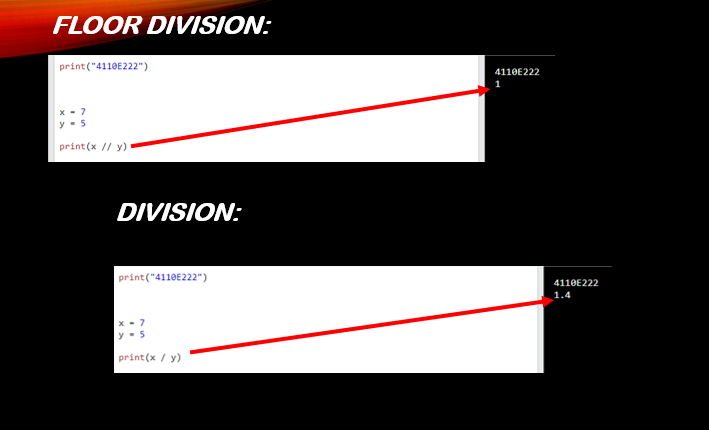 FLOOR DIVISION:
print("4110E222")
x = 7
y = 5
print(x // y)
4110E222
1
DIVISION:
print("4110E222")
x = 7
y = 5
print(x / y)
4110E222
1.4